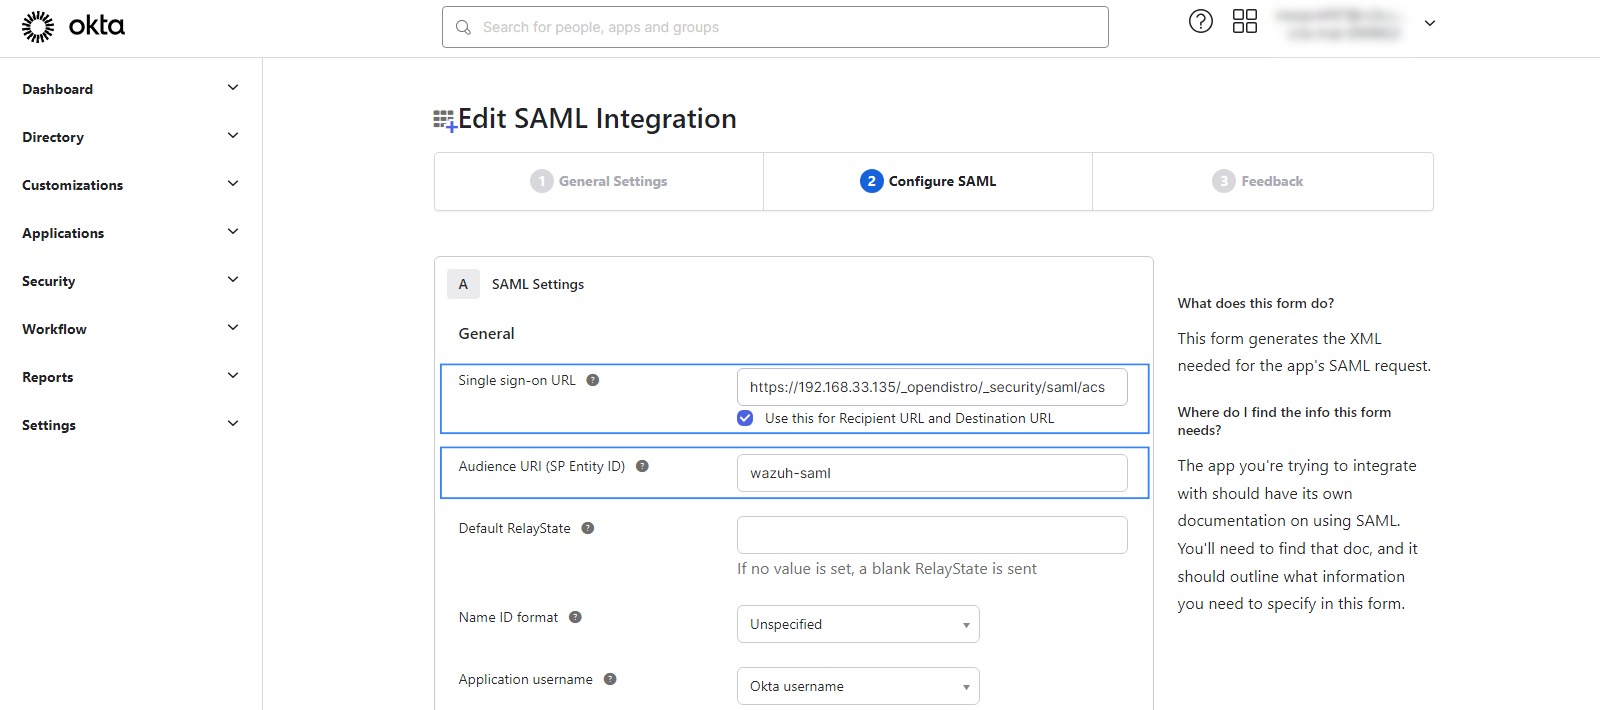 okta
Search for people, apps and groups
Dashboard
Directory
Customizations
Applications
Security
Workflow
Reports
Settings
Edit SAML Integration
1 General Settings
2 Configure SAML
3 Feedback
A SAML Settings
General
Single sign-on URL ?
https://192.168.33.135/_opendistro/_security/saml/acs
Use this for Recipient URL and Destination URL
Audience URI (SP Entity ID) ?
wazuh-saml
Default RelayState ?
If no value is set, a blank RelayState is sent
Name ID format ?
Unspecified
Application username ?
Okta username
What does this form do?
This form generates the XML
needed for the app's SAML request.
Where do I find the info this form
needs?
The app you're trying to integrate
with should have its own
documentation on using SAML.
You'll need to find that doc, and it
should outline what information
you need to specify in this form.